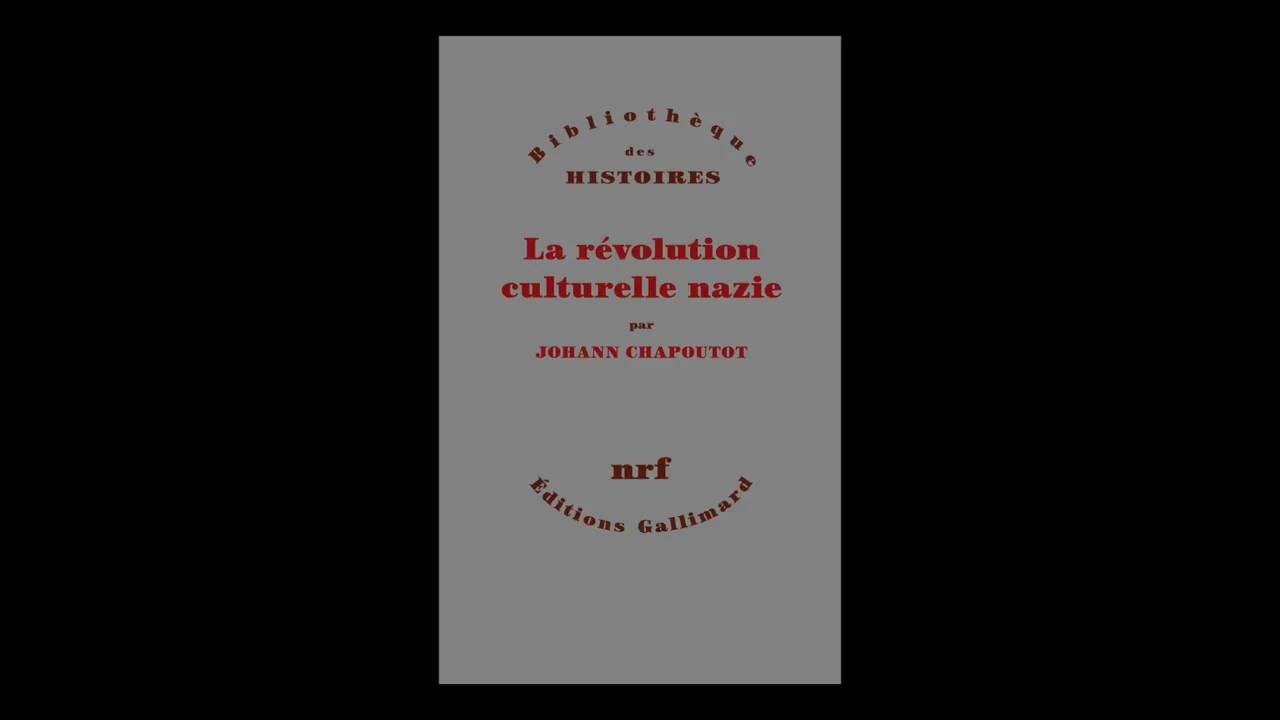 Bibliothèque
des
HISTOIRES
La révolution
culturelle nazie
par
JOHANN CHAPOUTOT
nrf
Éditions Gallimard